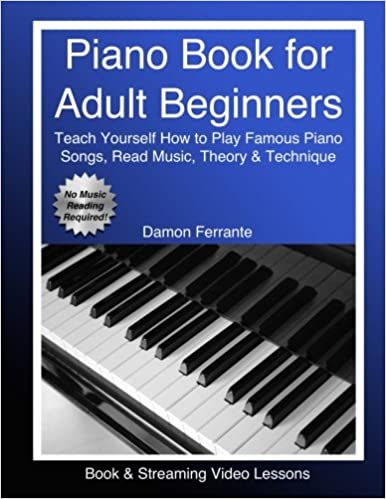 Piano Book for
Adult Beginners
Teach Yourself How to Play Famous Piano
Songs, Read Music, Theory & Technique
No Music
Reading
Required!
Damon Ferrante
Book & Streaming Video Lessons